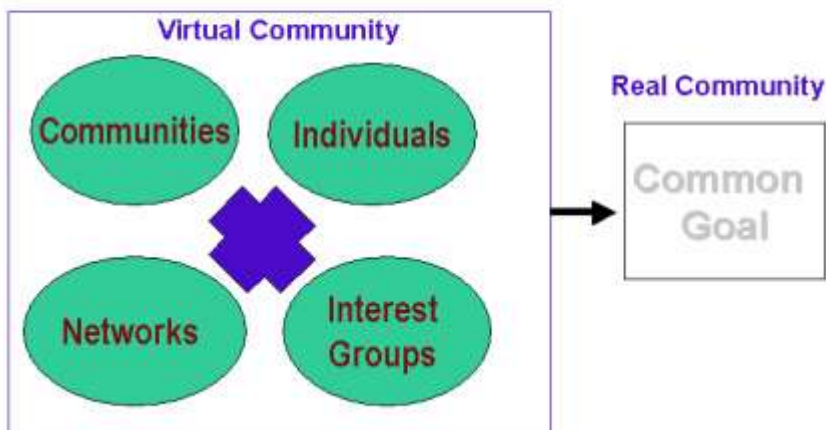 Virtual Community
Communities
Individuals
Real Community
Common
Goal
Networks
Interest
Groups